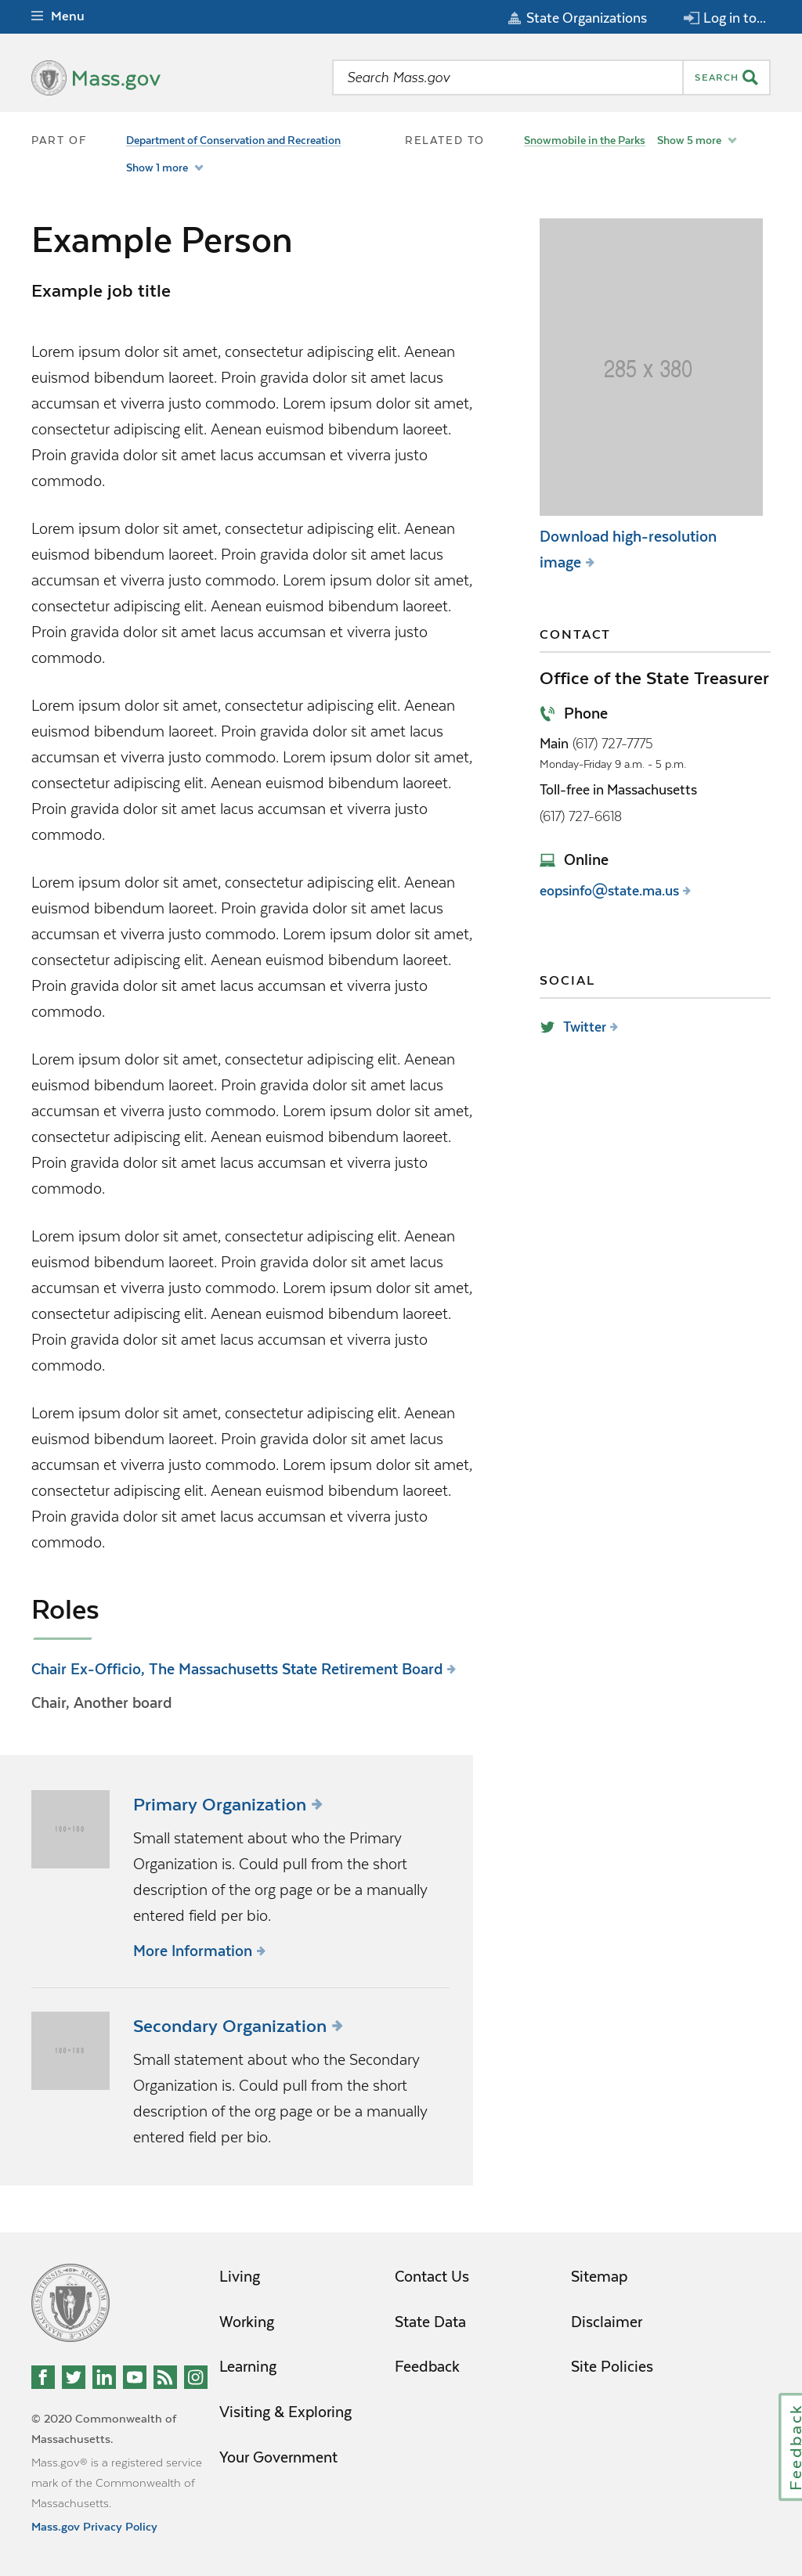 Menu
State Organizations
Log in to...
Mass.gov
Search Mass.gov
SEARCH
PART OF
Department of Conservation and Recreation
Show 1 more
RELATED TO
Snowmobile in the Parks Show 5 more
Example Person
Example job title
Lorem ipsum dolor sit amet, consectetur adipiscing elit. Aenean
euismod bibendum laoreet. Proin gravida dolor sit amet lacus
accumsan et viverra justo commodo. Lorem ipsum dolor sit amet,
consectetur adipiscing elit. Aenean euismod bibendum laoreet.
Proin gravida dolor sit amet lacus accumsan et viverra justo
commodo.
Lorem ipsum dolor sit amet, consectetur adipiscing elit. Aenean
euismod bibendum laoreet. Proin gravida dolor sit amet lacus
accumsan et viverra justo commodo. Lorem ipsum dolor sit amet,
consectetur adipiscing elit. Aenean euismod bibendum laoreet.
Proin gravida dolor sit amet lacus accumsan et viverra justo
commodo.
Lorem ipsum dolor sit amet, consectetur adipiscing elit. Aenean
euismod bibendum laoreet. Proin gravida dolor sit amet lacus
accumsan et viverra justo commodo. Lorem ipsum dolor sit amet,
consectetur adipiscing elit. Aenean euismod bibendum laoreet.
Proin gravida dolor sit amet lacus accumsan et viverra justo
commodo.
Lorem ipsum dolor sit amet, consectetur adipiscing elit. Aenean
euismod bibendum laoreet. Proin gravida dolor sit amet lacus
accumsan et viverra justo commodo. Lorem ipsum dolor sit amet,
consectetur adipiscing elit. Aenean euismod bibendum laoreet.
Proin gravida dolor sit amet lacus accumsan et viverra justo
commodo.
Lorem ipsum dolor sit amet, consectetur adipiscing elit. Aenean
euismod bibendum laoreet. Proin gravida dolor sit amet lacus
accumsan et viverra justo commodo. Lorem ipsum dolor sit amet,
consectetur adipiscing elit. Aenean euismod bibendum laoreet.
Proin gravida dolor sit amet lacus accumsan et viverra justo
commodo.
Lorem ipsum dolor sit amet, consectetur adipiscing elit. Aenean
euismod bibendum laoreet. Proin gravida dolor sit amet lacus
accumsan et viverra justo commodo. Lorem ipsum dolor sit amet,
consectetur adipiscing elit. Aenean euismod bibendum laoreet.
Proin gravida dolor sit amet lacus accumsan et viverra justo
commodo.
Lorem ipsum dolor sit amet, consectetur adipiscing elit. Aenean
euismod bibendum laoreet. Proin gravida dolor sit amet lacus
accumsan et viverra justo commodo. Lorem ipsum dolor sit amet,
consectetur adipiscing elit. Aenean euismod bibendum laoreet.
Proin gravida dolor sit amet lacus accumsan et viverra justo
commodo.
Roles
Chair Ex-Officio, The Massachusetts State Retirement Board
Chair, Another board
100×100
Primary Organization
Small statement about who the Primary
Organization is. Could pull from the short
description of the org page or be a manually
entered field per bio.
More Information
100×100
Secondary Organization
Small statement about who the Secondary
Organization is. Could pull from the short
description of the org page or be a manually
entered field per bio.
285 x 380
Download high-resolution
image
CONTACT
Office of the State Treasurer
Phone
Main (617) 727-7775
Monday-Friday 9 a.m. - 5 p.m.
Toll-free in Massachusetts
(617) 727-6618
Online
eopsinfo@state.ma.us
SOCIAL
Twitter
© 2020 Commonwealth of
Massachusetts.
Mass.gov® is a registered service
mark of the Commonwealth of
Massachusetts.
Mass.gov Privacy Policy
Living
Working
Learning
Visiting & Exploring
Your Government
Contact Us
State Data
Feedback
Sitemap
Disclaimer
Site Policies
Feedback